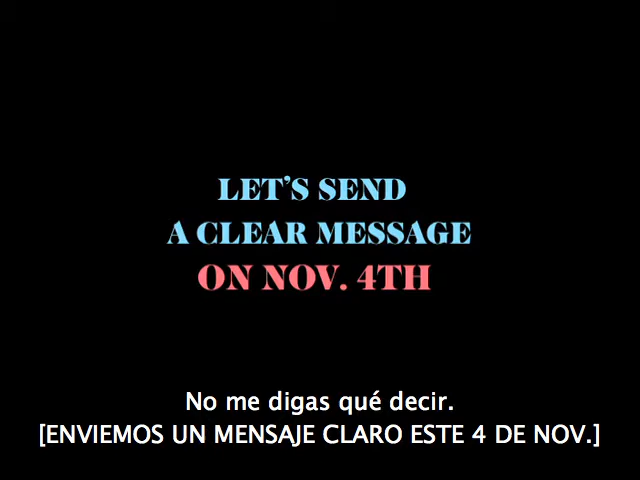 LET'S SEND
A CLEAR MESSAGE
ON NOV. 4TH
No me digas qué decir.
[ENVIEMOS UN MENSAJE CLARO ESTE 4 DE NOV.]